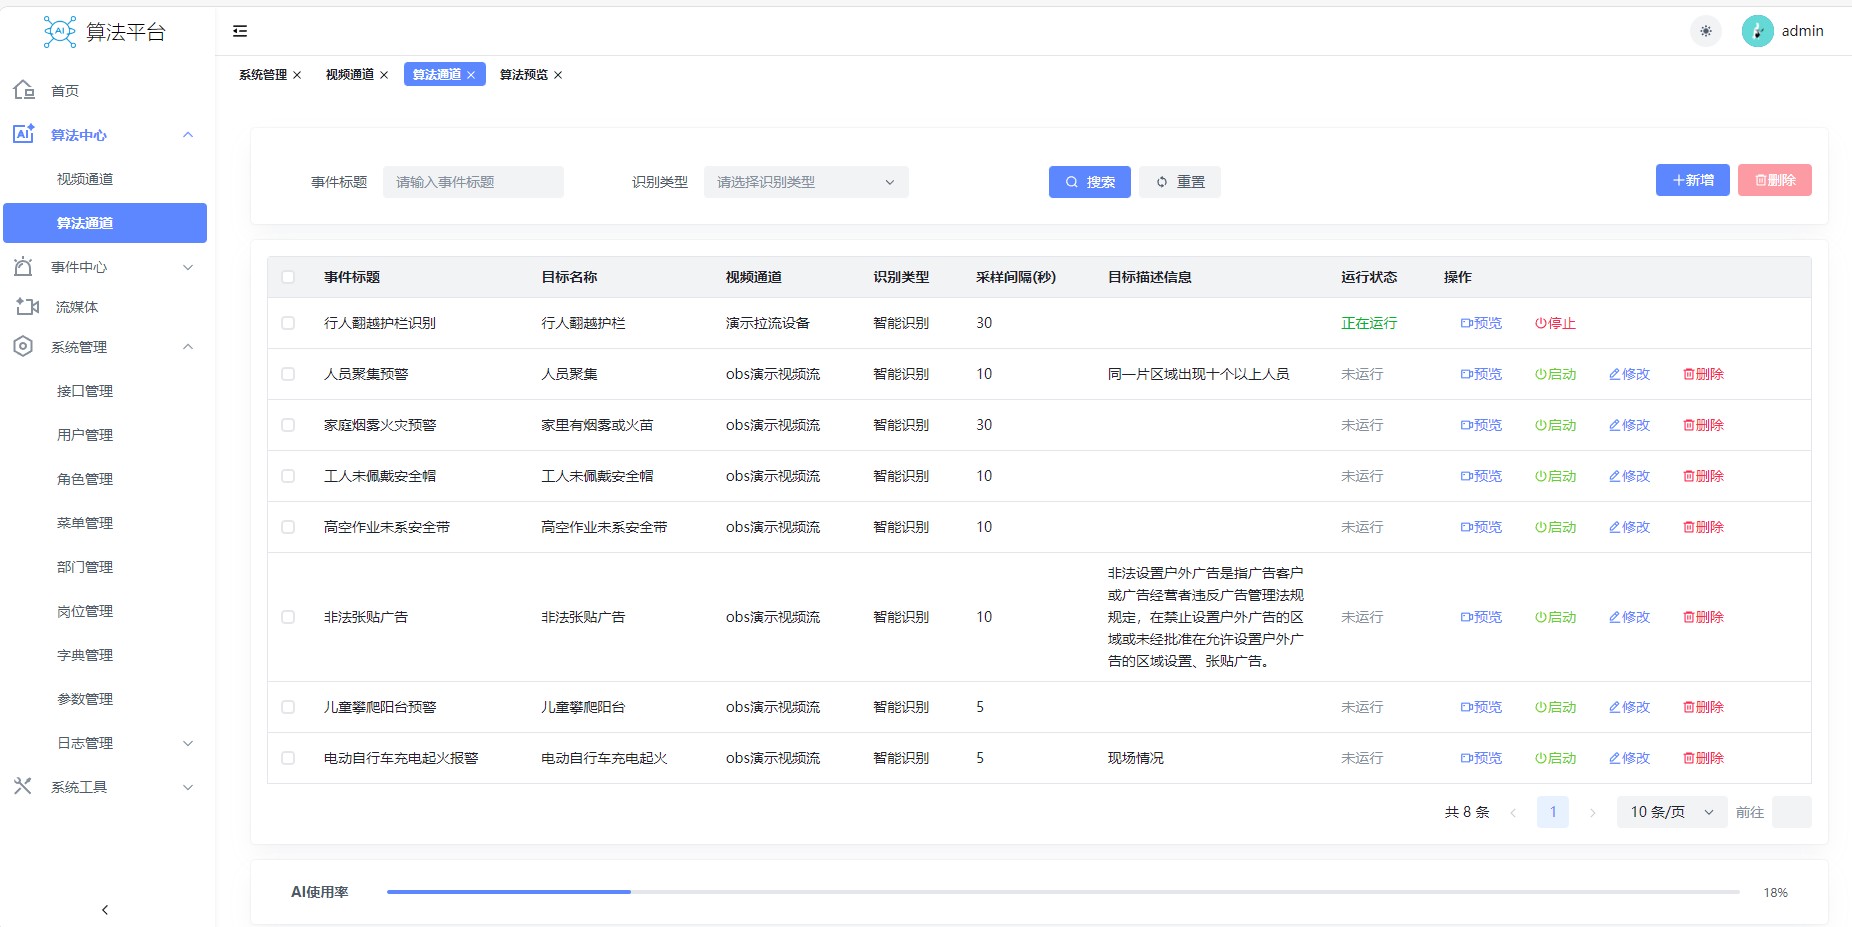 AI 算法平台
admin
系统管理 视频通道 算法通道 算法预览
首页
算法中心
视频通道
算法通道
事件中心
流媒体
系统管理
接口管理
用户管理
角色管理
菜单管理
部门管理
岗位管理
字典管理
参数管理
日志管理
系统工具
事件标题 请输入事件标题 识别类型 请选择识别类型 搜索 重置 新增 删除
事件标题 目标名称 视频通道 识别类型 采样间隔(秒) 目标描述信息 运行状态 操作
行人翻越护栏识别 行人翻越护栏 演示拉流设备 智能识别 30 正在运行 预览 停止
人员聚集预警 人员聚集 obs演示视频流 智能识别 10 同一片区域出现十个以上人员 未运行 预览 启动 修改 删除
家庭烟雾火灾预警 家里有烟雾或火苗 obs演示视频流 智能识别 30 未运行 预览 启动 修改 删除
工人未佩戴安全帽 工人未佩戴安全帽 obs演示视频流 智能识别 10 未运行 预览 启动 修改 删除
高空作业未系安全带 高空作业未系安全带 obs演示视频流 智能识别 10 未运行 预览 启动 修改 删除
非法张贴广告 非法张贴广告 obs演示视频流 智能识别 10
非法设置户外广告是指广告客户
或广告经营者违反广告管理法规
规定，在禁止设置户外广告的区
域或未经批准在允许设置户外广
告的区域设置、张贴广告。
未运行 预览 启动 修改 删除
儿童攀爬阳台预警 儿童攀爬阳台 obs演示视频流 智能识别 5 未运行 预览 启动 修改 删除
电动自行车充电起火报警 电动自行车充电起火 obs演示视频流 智能识别 5 现场情况 未运行 预览 启动 修改 删除
共 8 条 1 10 条/页 前往
AI使用率 18%